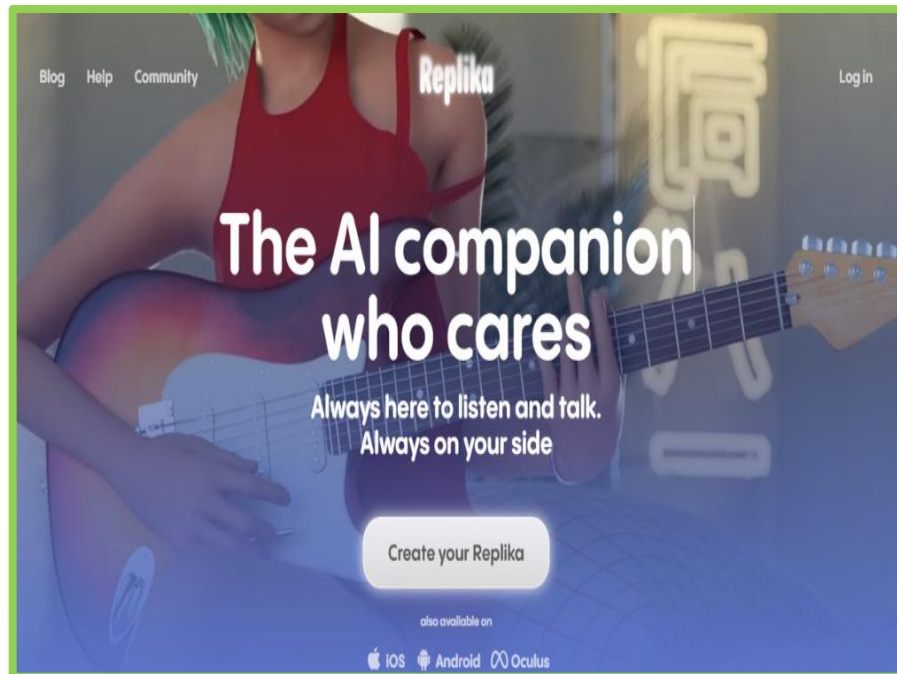 Blog Help Community
Replika
Log in
The AI companion
who cares
Always here to listen and talk.
Always on your side
Create your Replika
also available on
iOS Android Oculus